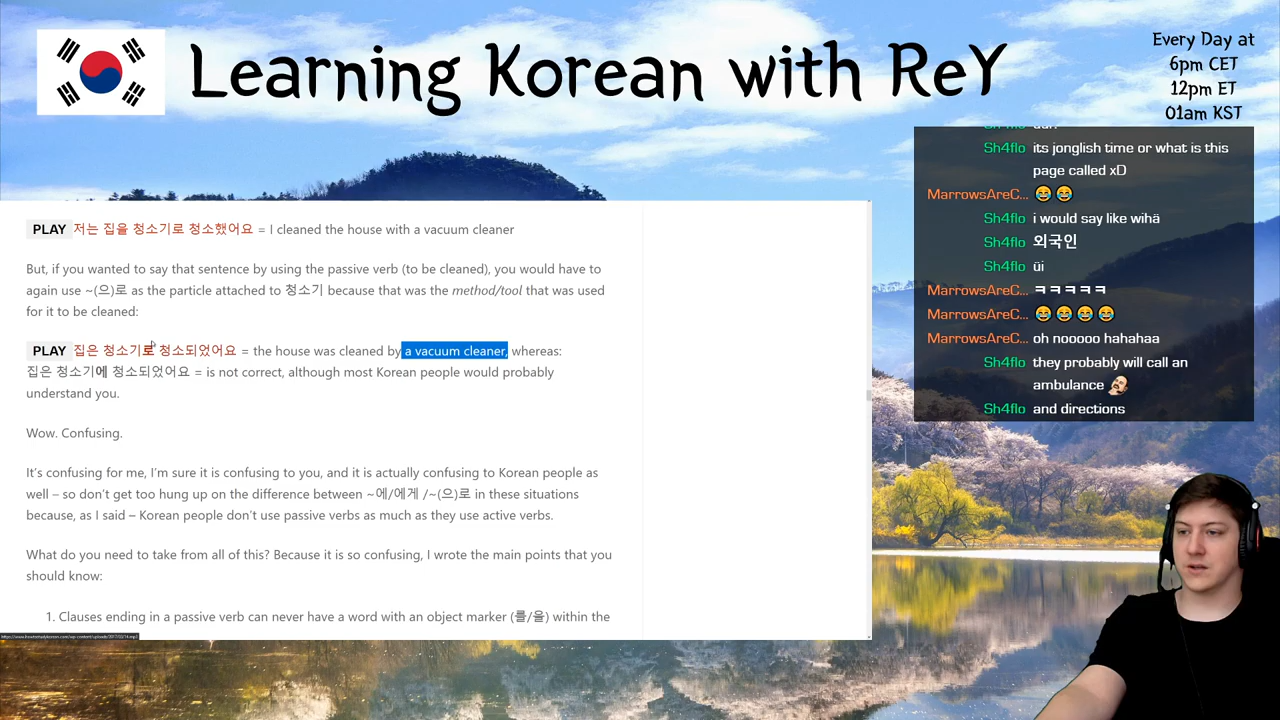 Learning Korean with ReY
Every Day at
6pm CET
12pm ET
01am KST
PLAY 저는 집을 청소기로 청소했어요 = I cleaned the house with a vacuum cleaner
But, if you wanted to say that sentence by using the passive verb (to be cleaned), you would have to
again use ~(으)로 as the particle attached to 청소기 because that was the method/tool that was used
for it to be cleaned:
PLAY 집은 청소기로 청소되었어요 = the house was cleaned by a vacuum cleaner, whereas:
집은 청소기에 청소되었어요 = is not correct, although most Korean people would probably
understand you.
Wow. Confusing.
It's confusing for me, I'm sure it is confusing to you, and it is actually confusing to Korean people as
well – so don't get too hung up on the difference between ~에/에게 /~(으)로 in these situations
because, as I said – Korean people don't use passive verbs as much as they use active verbs.
What do you need to take from all of this? Because it is so confusing, I wrote the main points that you
should know:
1. Clauses ending in a passive verb can never have a word with an object marker (를/을) within the
Sh4flo its jonglish time or what is this
page called xD
MarrowsAreC... 😂 😂
Sh4flo i would say like wihä
Sh4flo 외국인
Sh4flo üi
MarrowsAreC... ㅋㅋㅋㅋㅋ
MarrowsAreC... 😂 😂 😂 😂
MarrowsAreC... oh nooooo hahahaa
Sh4flo they probably will call an
ambulance
Sh4flo and directions